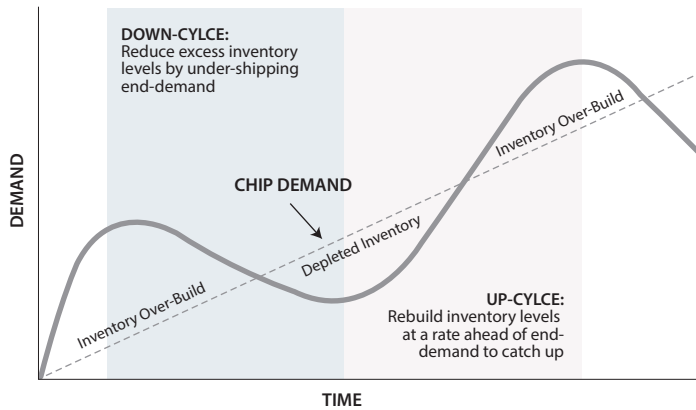 DOWN-CYLCE:
Reduce excess inventory
levels by under-shipping
end-demand
CHIP DEMAND
Inventory Over-Build
Depleted Inventory
Inventory Over-Build
UP-CYLCE:
Rebuild inventory levels
at a rate ahead of end-
demand to catch up
DEMAND
TIME